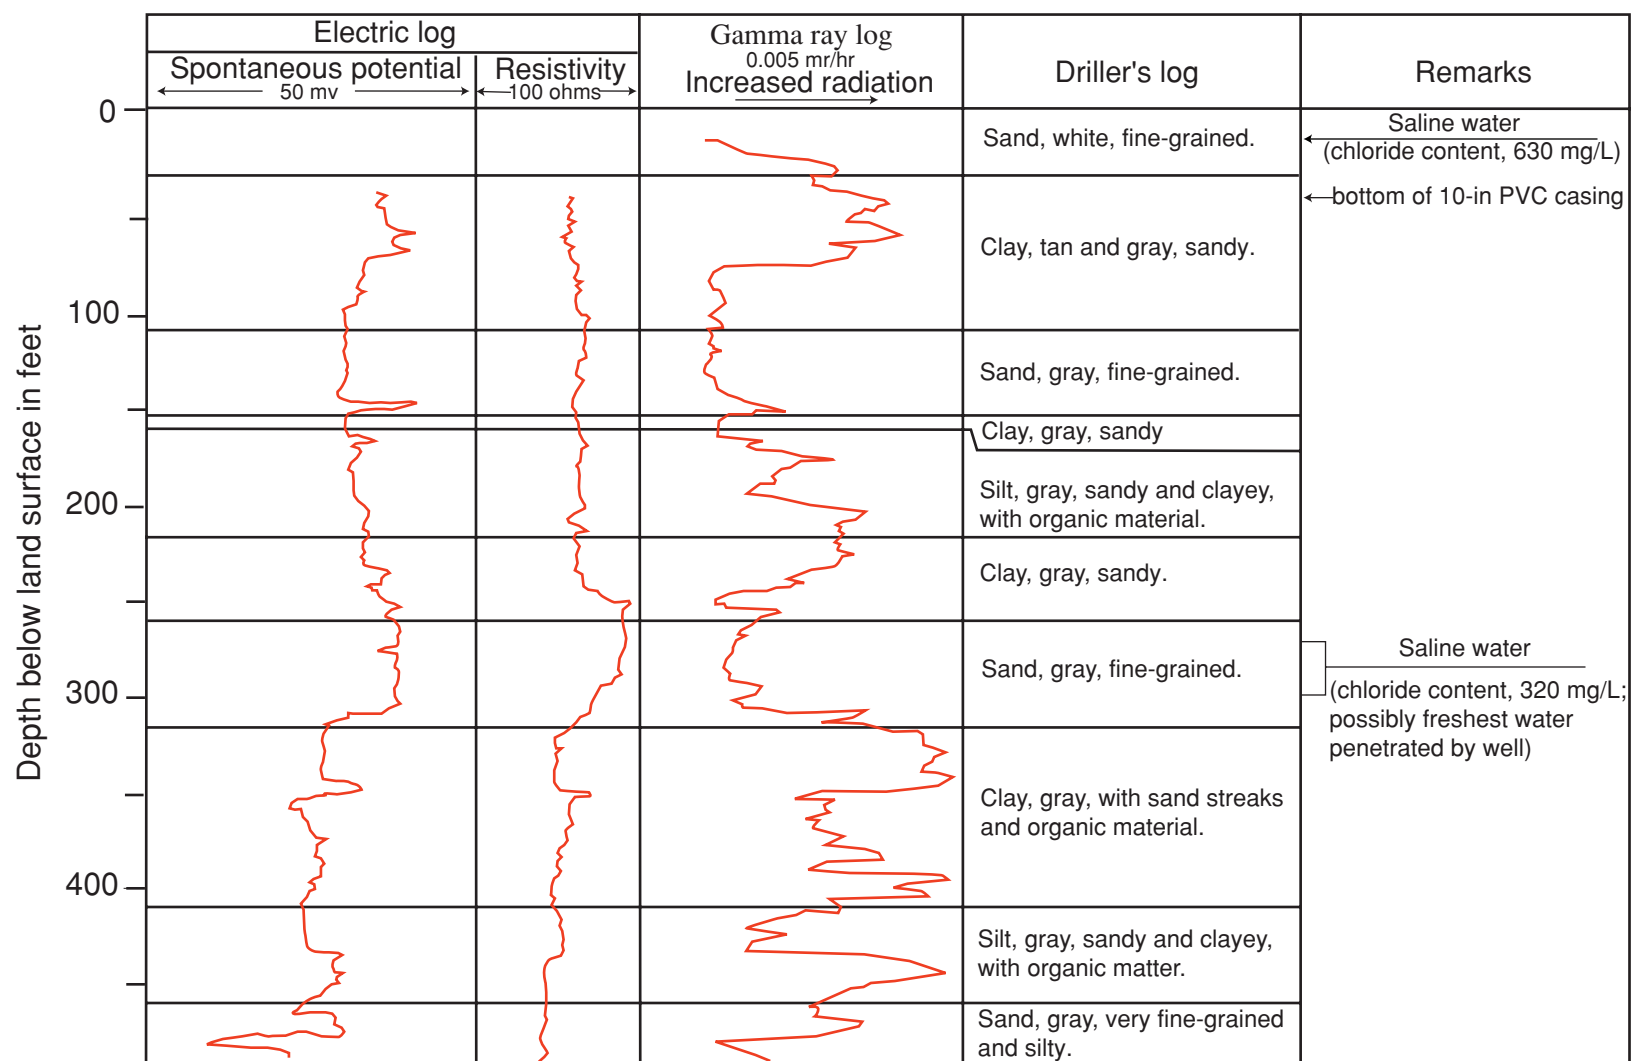 Electric log
Spontaneous potential
50 mv
Resistivity
100 ohms
Gamma ray log
0.005 mr/hr
Increased radiation
Driller's log
Remarks
Depth below land surface in feet
0
100
200
300
400
Sand, white, fine-grained.
Clay, tan and gray, sandy.
Sand, gray, fine-grained.
Clay, gray, sandy
Silt, gray, sandy and clayey,
with organic material.
Clay, gray, sandy.
Sand, gray, fine-grained.
Clay, gray, with sand streaks
and organic material.
Silt, gray, sandy and clayey,
with organic matter.
Sand, gray, very fine-grained
and silty.
Saline water
(chloride content, 630 mg/L)
bottom of 10-in PVC casing
Saline water
(chloride content, 320 mg/L;
possibly freshest water
penetrated by well)